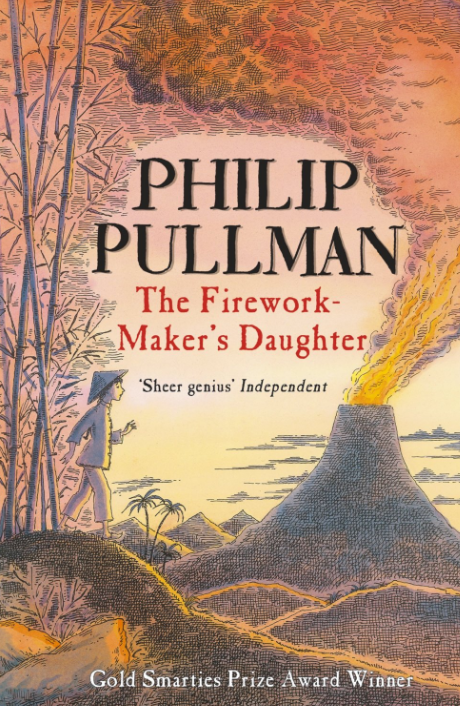 PHILIP
PULLMAN
The Firework-
Maker's Daughter
'Sheer genius' Independent
Gold Smarties Prize Award Winner